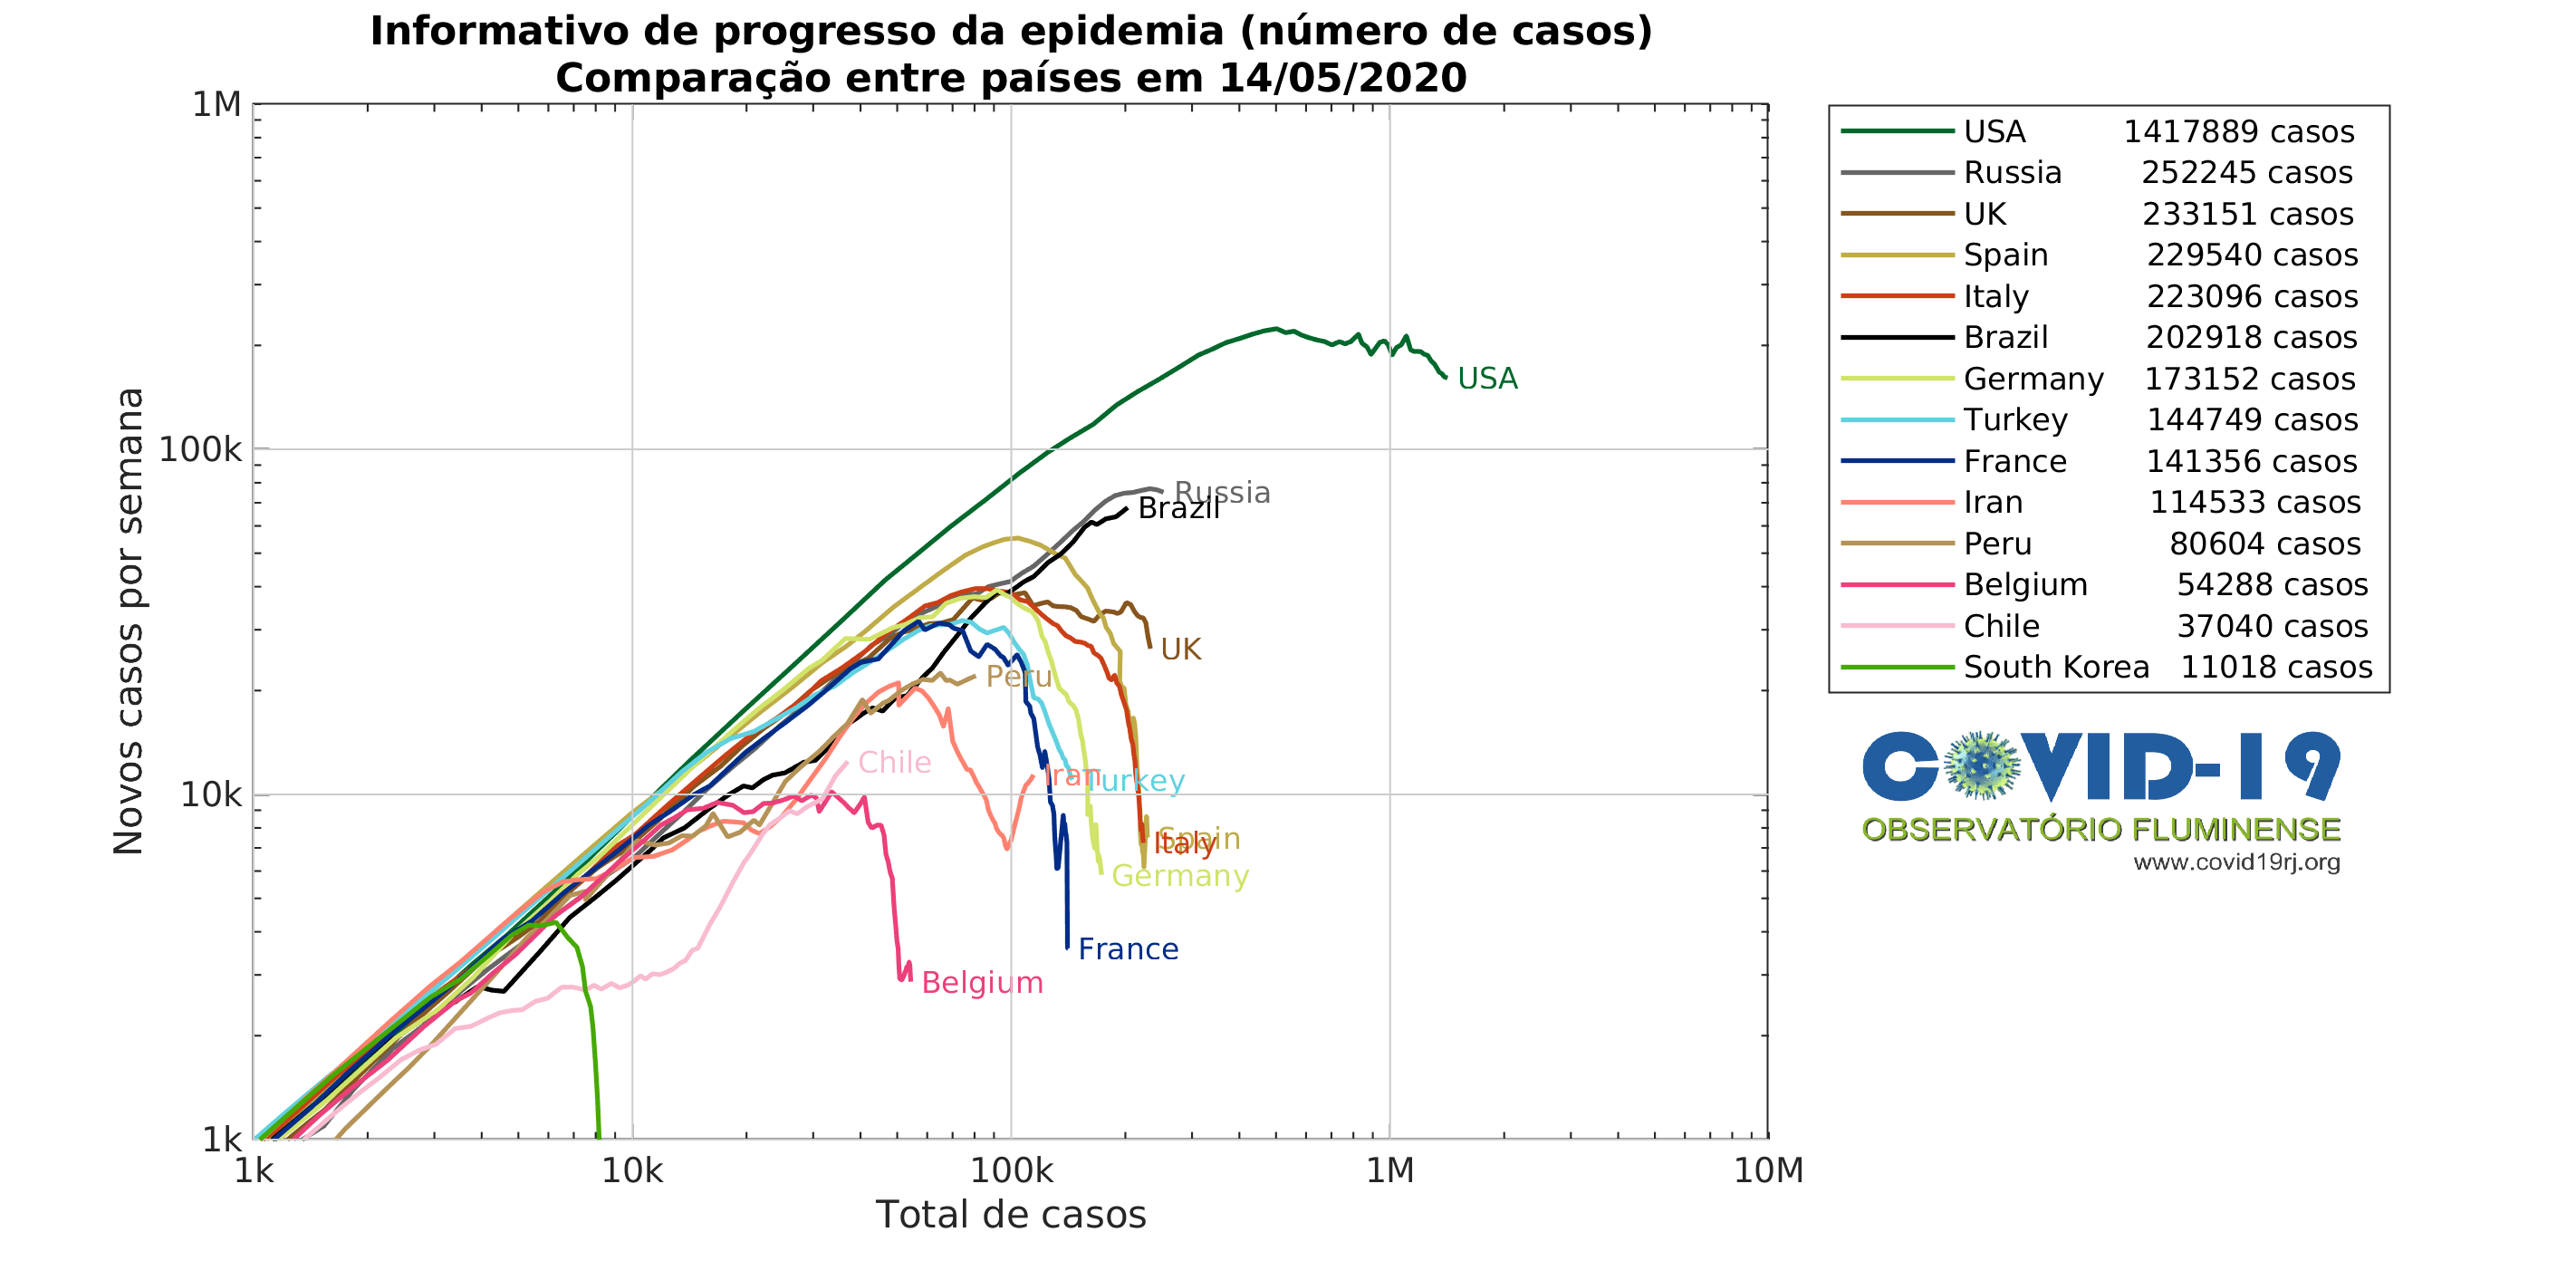 Informativo de progresso da epidemia (número de casos)
Comparação entre países em 14/05/2020
Novos casos por semana
1M
100k
10k
1k
1k 10k 100k 1M 10M
Total de casos
USA
Russia
Brazil
UK
Peru
Chile
Iran
Turkey
Spain
Italy
Germany
France
Belgium
USA 1417889 casos
Russia 252245 casos
UK 233151 casos
Spain 229540 casos
Italy 223096 casos
Brazil 202918 casos
Germany 173152 casos
Turkey 144749 casos
France 141356 casos
Iran 114533 casos
Peru 80604 casos
Belgium 54288 casos
Chile 37040 casos
South Korea 11018 casos
COVID-19
OBSERVATÓRIO FLUMINENSE
www.covid19rj.org